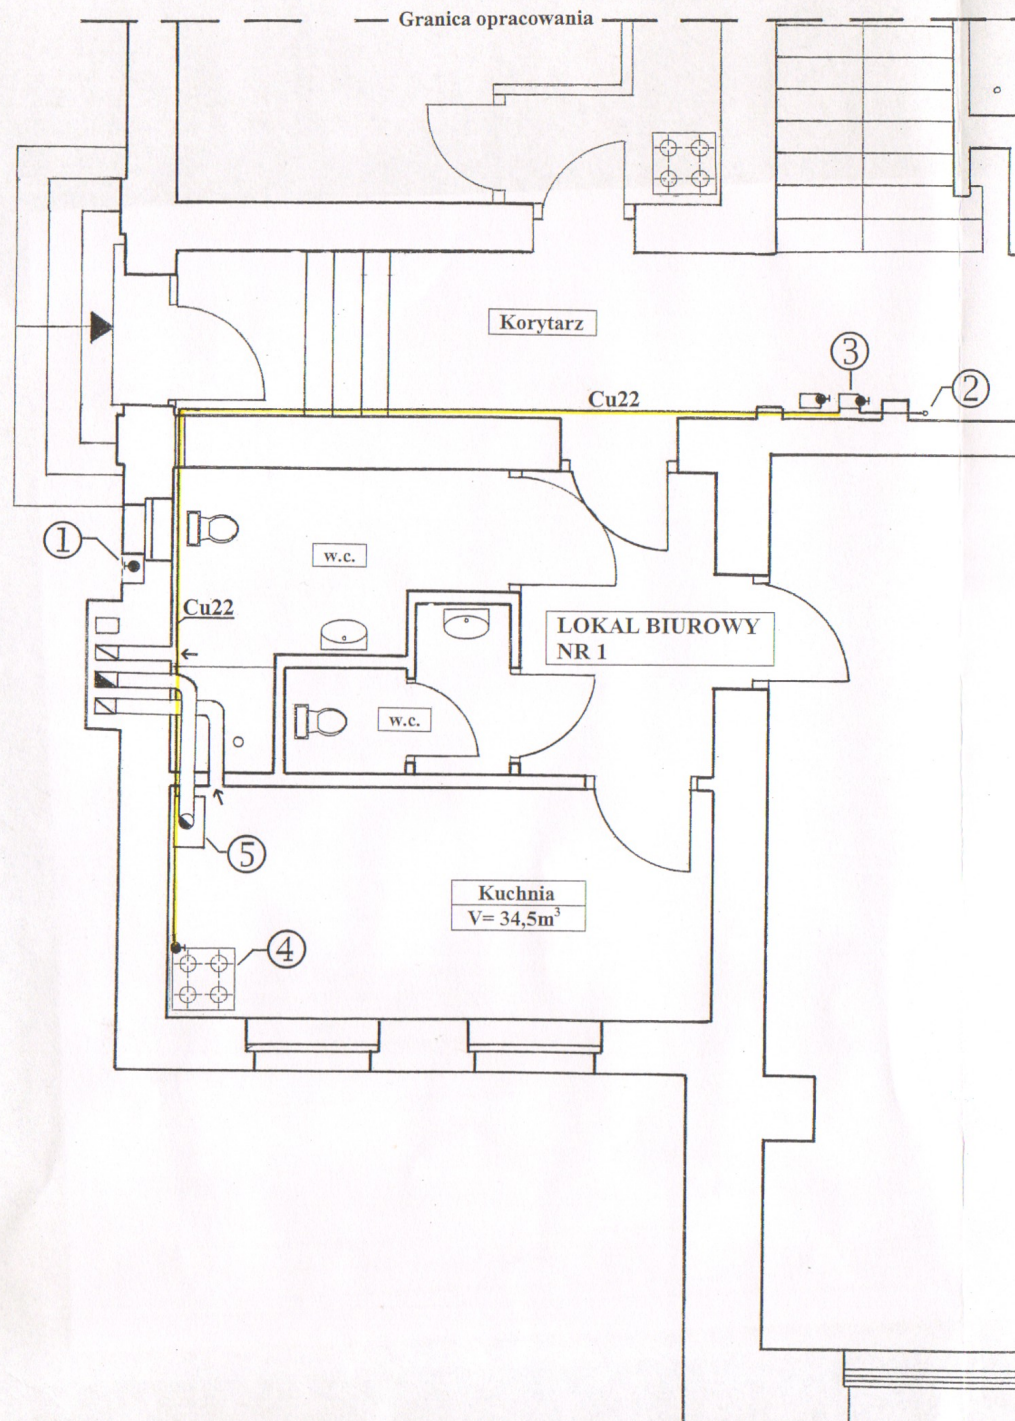 Granica opracowania
Korytarz
3
2
Cu22
1
w.c.
Cu22
LOKAL BIUROWY
NR 1
w.c.
5
Kuchnia
V= 34,5m³
4